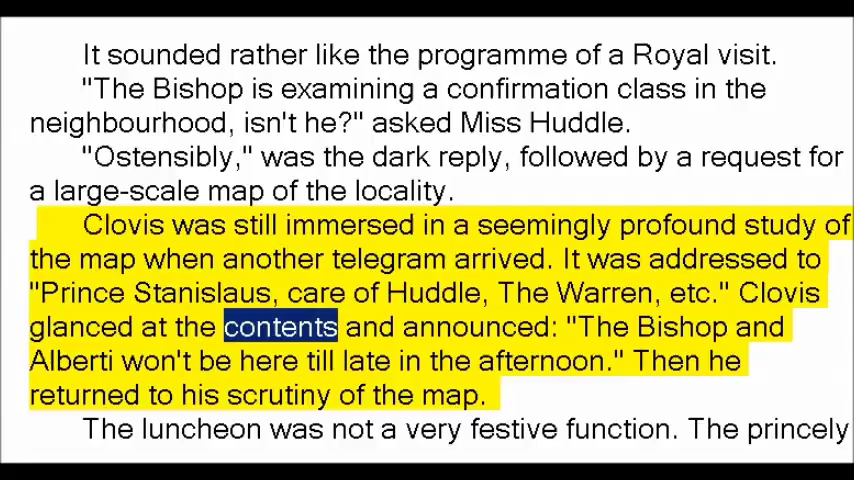 It sounded rather like the programme of a Royal visit.
"The Bishop is examining a confirmation class in the
neighbourhood, isn't he?" asked Miss Huddle.
"Ostensibly," was the dark reply, followed by a request for
a large-scale map of the locality.
Clovis was still immersed in a seemingly profound study of
the map when another telegram arrived. It was addressed to
"Prince Stanislaus, care of Huddle, The Warren, etc." Clovis
glanced at the contents and announced: "The Bishop and
Alberti won't be here till late in the afternoon." Then he
returned to his scrutiny of the map.
The luncheon was not a very festive function. The princely